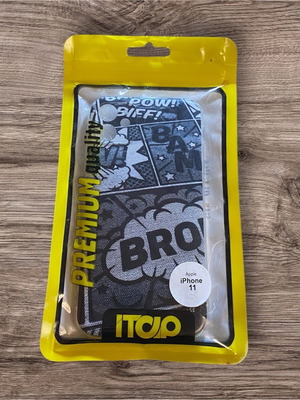 POW!!
BIFF!
BAM
W!
BRO
PREMIUM quality
Apple
iPhone
11
ITOP